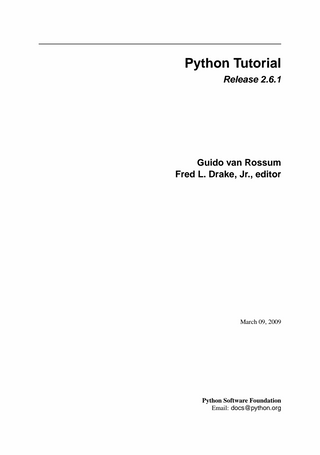 Python Tutorial
Release 2.6.1
Guido van Rossum
Fred L. Drake, Jr., editor
March 09, 2009
Python Software Foundation
Email: docs@python.org